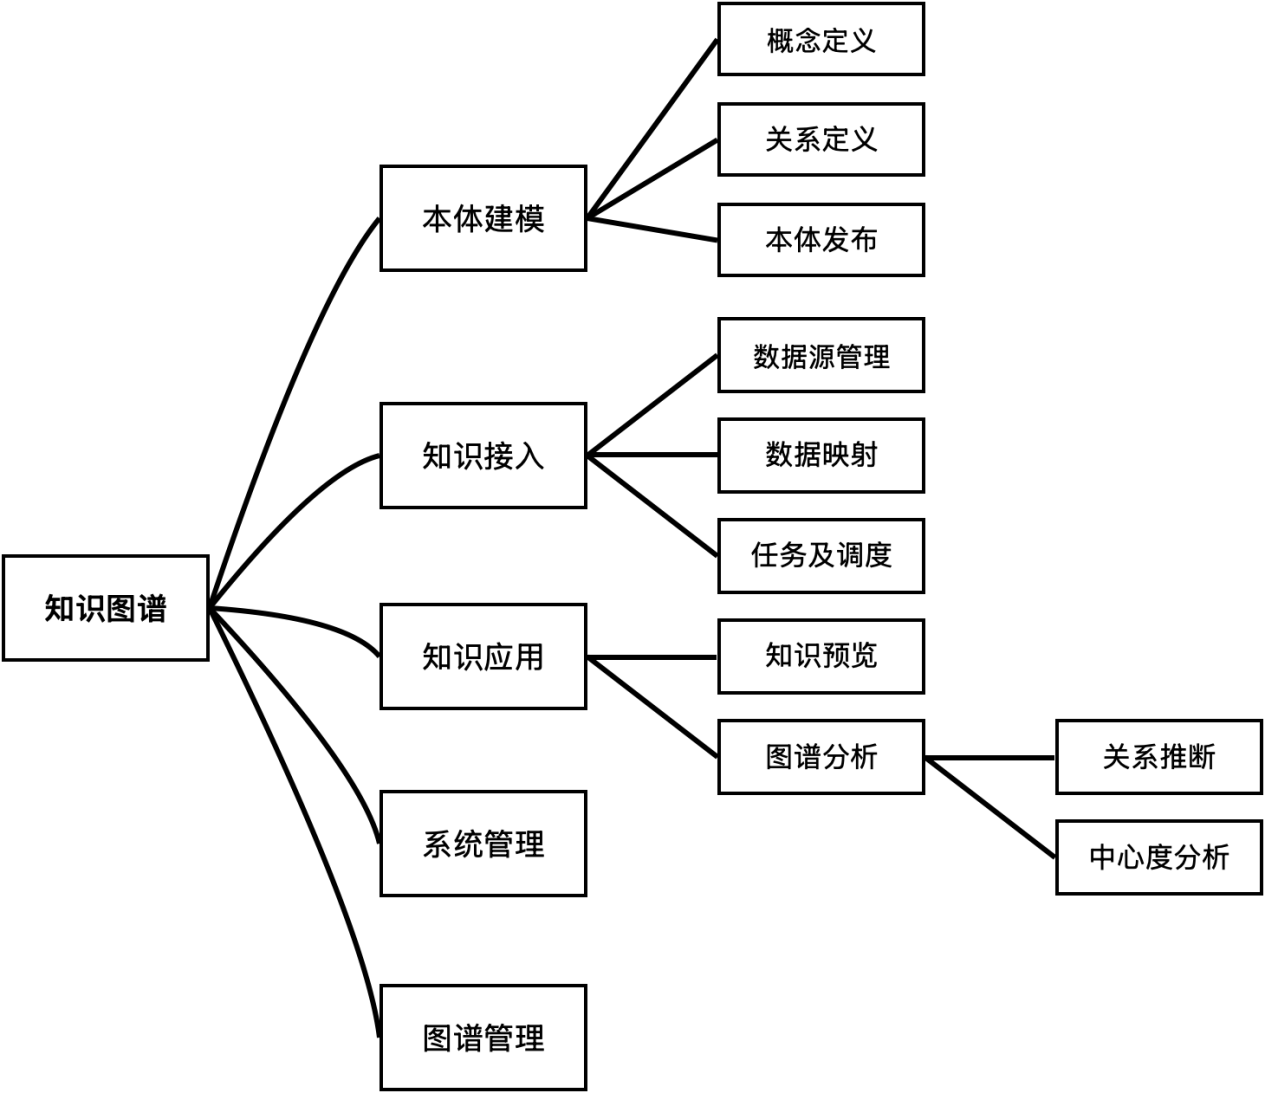 知识图谱
本体建模
概念定义
关系定义
本体发布
知识接入
数据源管理
数据映射
任务及调度
知识应用
知识预览
图谱分析
关系推断
中心度分析
系统管理
图谱管理